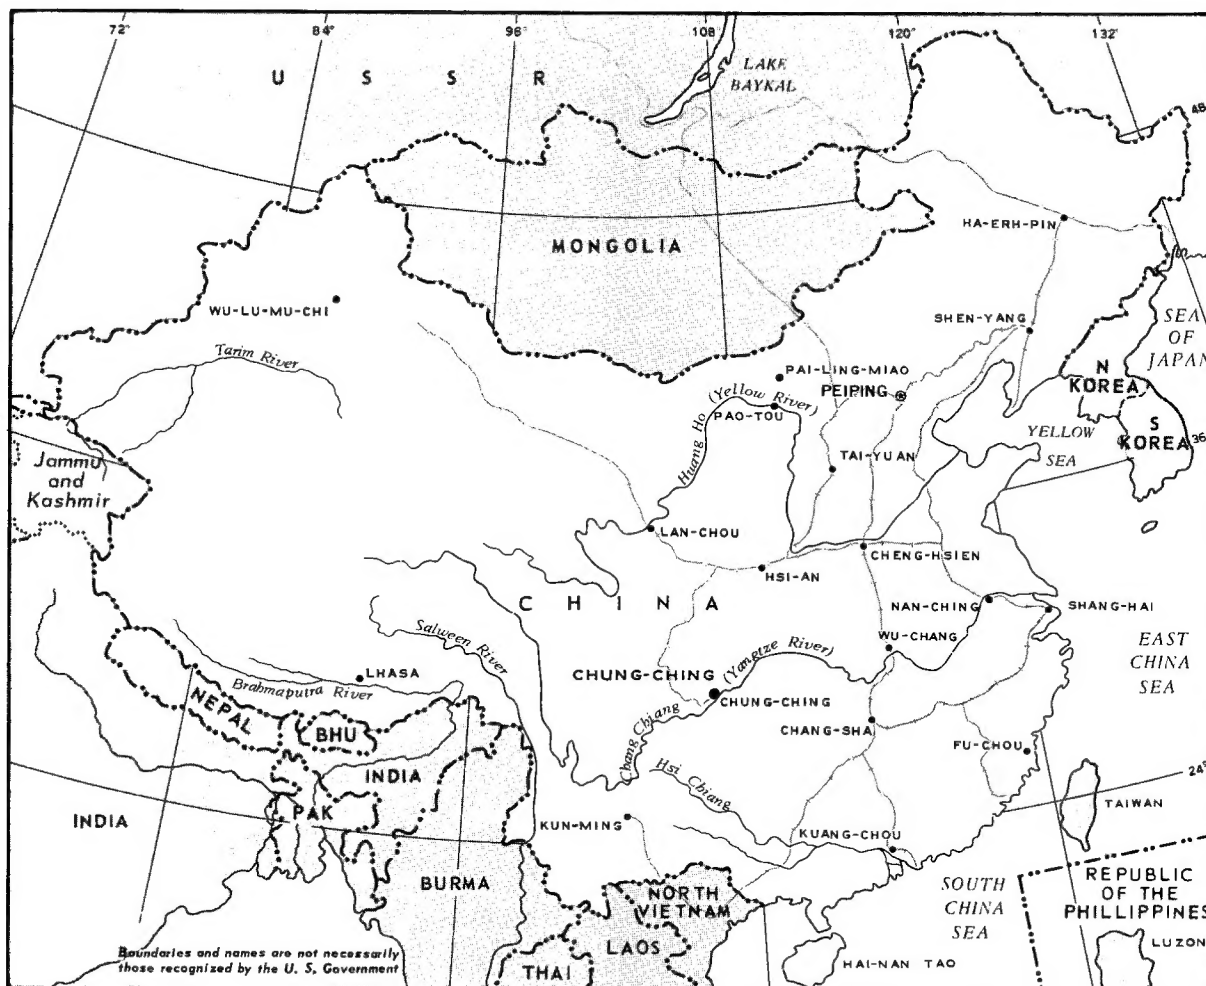 72°
84°
96°
108°
120°
132°
U S S R
LAKE
BAYKAL
48
HA-ERH-PIN
MONGOLIA
WU-LU-MU-CHI
SHEN-YANG
SEA
OF
JAPAN
Tarim River
PAI-LING-MIAO
PEIPING
N
KOREA
Huang Ho (Yellow River)
PAO-TOU
S
KOREA
36
YELLOW
SEA
TAI-YUAN
Jammu
and
Kashmir
LAN-CHOU
CHENG-HSIEN
HSI-AN
CHINA
NAN-CHING
SHANG-HAI
Salween River
WU-CHANG
EAST
CHINA
SEA
LHASA
CHUNG-CHING
Chang Chiang (Yangtze River)
CHUNG-CHING
Brahmaputra River
NEPAL
BHU
CHANG-SHA
FU-CHOU
INDIA
Hsi Chiang
24°
TAIWAN
PAK
INDIA
KUN-MING
KUANG-CHOU
BURMA
NORTH
VIETNAM
SOUTH
CHINA
SEA
REPUBLIC
OF THE
PHILLIPPINES
LAOS
LUZON
Boundaries and names are not necessarily
those recognized by the U. S. Government
THAI
HAI-NAN TAO